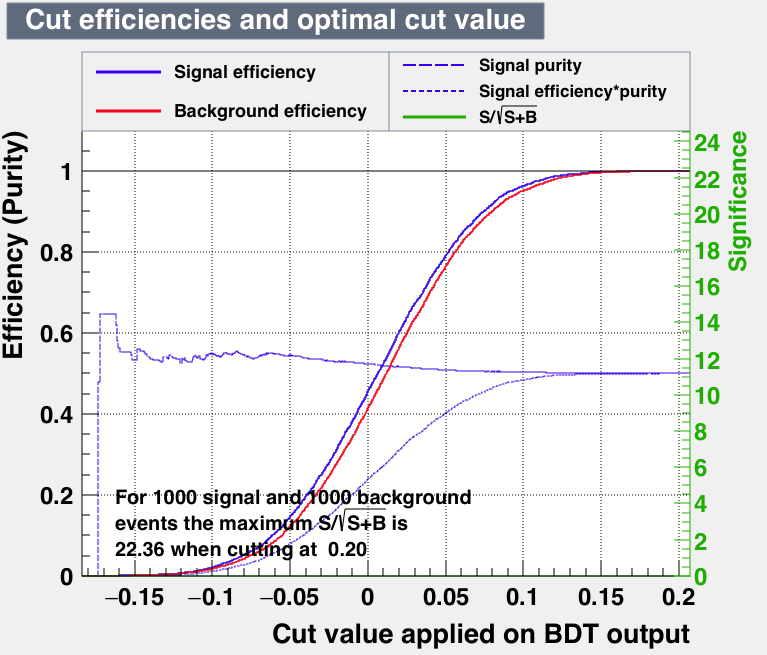 Cut efficiencies and optimal cut value
Signal efficiency
Background efficiency
Signal purity
Signal efficiency*purity
S/√S+B
Efficiency (Purity)
1
0.8
0.6
0.4
0.2
0
24
22
20
18
16
14
12
10
8
6
4
2
0
Significance
For 1000 signal and 1000 background
events the maximum S/√S+B is
22.36 when cutting at 0.20
−0.15 −0.1 −0.05 0 0.05 0.1 0.15 0.2
Cut value applied on BDT output